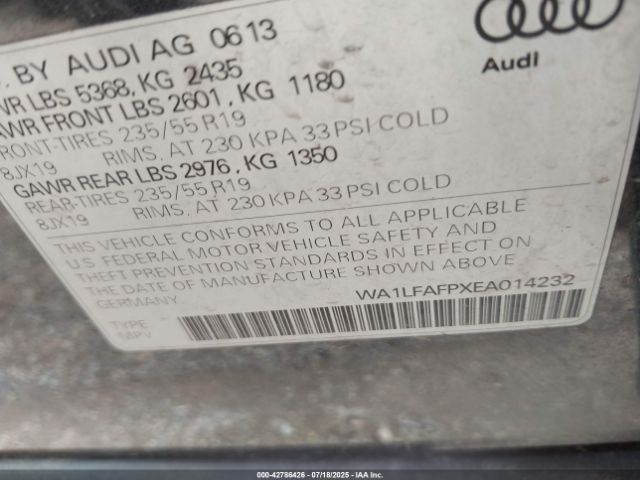 BY AUDI AG 0613
Audi
LBS 5368, KG 2435
FRONT LBS 2601, KG 1180
235/55 R19
8JX19 RIMS, AT 230 KPA 33 PSI COLD
GAWR REAR LBS 2976, KG 1350
REAR-TIRES 235/55 R19
8JX19 RIMS, AT 230 KPA 33 PSI COLD
THIS VEHICLE CONFORMS TO ALL APPLICABLE
U.S FEDERAL MOTOR VEHICLE SAFETY AND
THEFT PREVENTION STANDARDS IN EFFECT ON
THE DATE OF MANUFACTURE SHOWN ABOVE
GERMANY WA1LFAFPXEA014232
TYPE
MPV
000-42786426 - 07/18/2025 - IAA Inc.